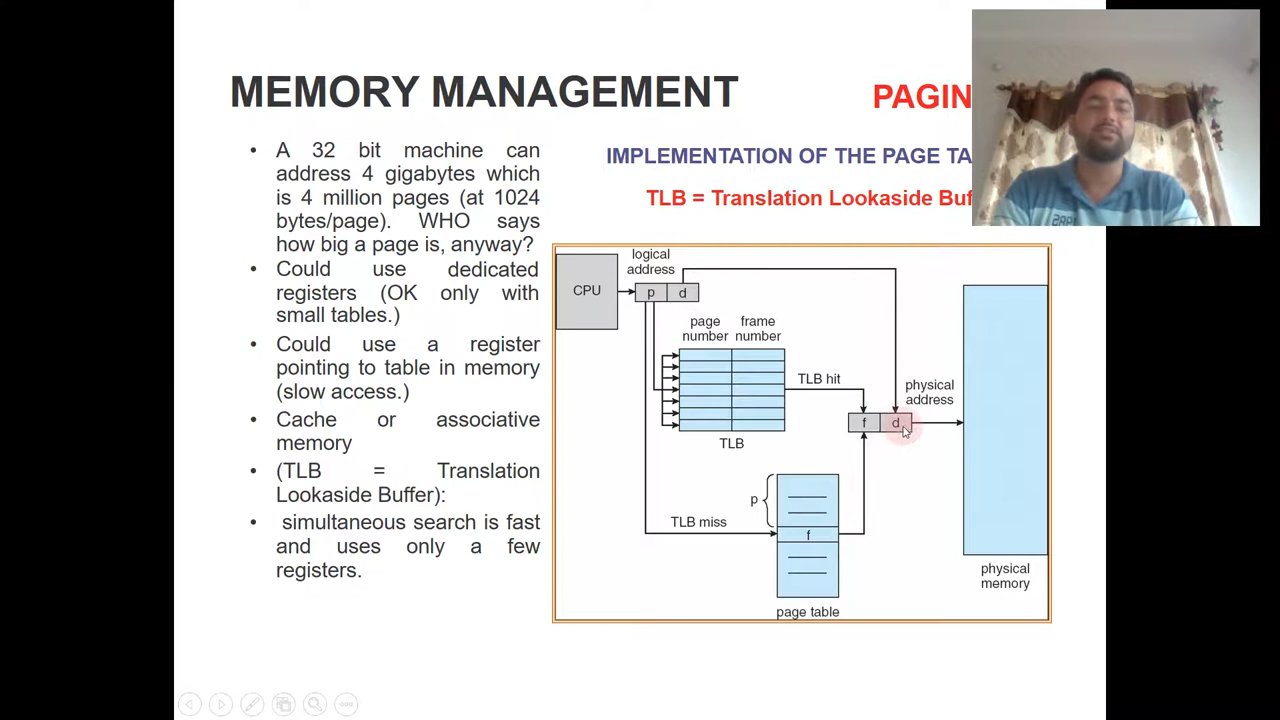 MEMORY MANAGEMENT
PAGIN
A 32 bit machine can
address 4 gigabytes which
is 4 million pages (at 1024
bytes/page). WHO says
how big a page is, anyway?
Could use dedicated
registers (OK only with
small tables.)
Could use a register
pointing to table in memory
(slow access.)
Cache or associative
memory
(TLB = Translation
Lookaside Buffer):
simultaneous search is fast
and uses only a few
registers.
IMPLEMENTATION OF THE PAGE TA
TLB = Translation Lookaside Buf
logical
address
CPU
p d
page
number
frame
number
TLB hit
TLB
physical
address
f d
p
TLB miss
f
page table
physical
memory